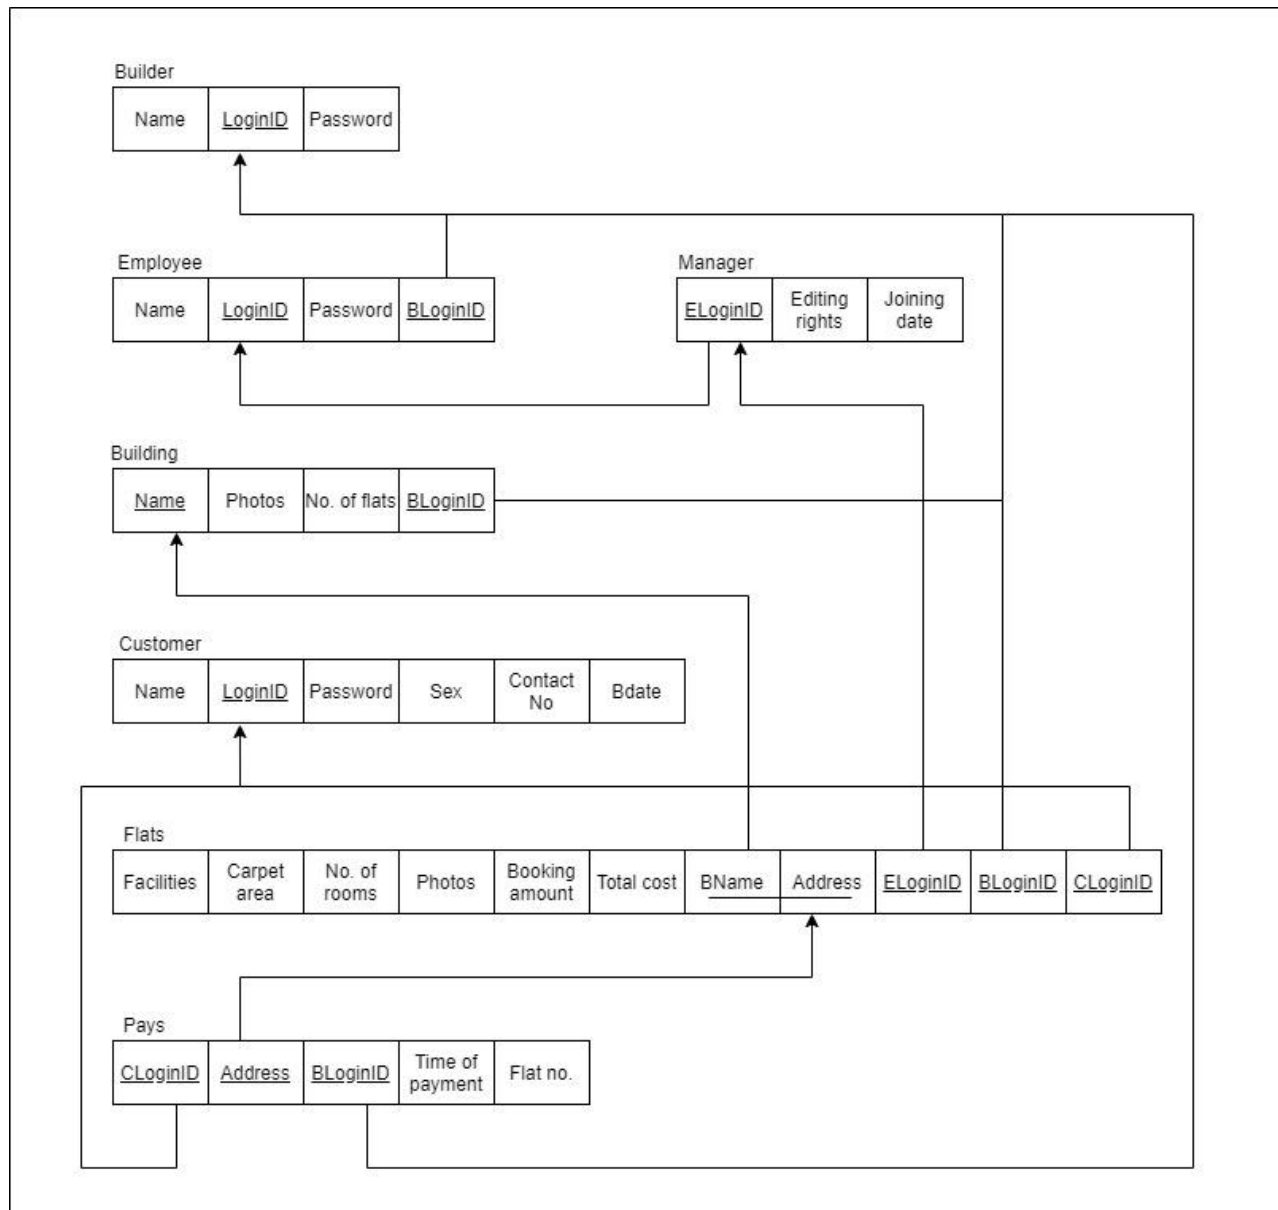 Builder
Name LoginID Password
Employee
Name LoginID Password BLoginID
Manager
ELoginID Editing rights Joining date
Building
Name Photos No. of flats BLoginID
Customer
Name LoginID Password Sex Contact No Bdate
Flats
Facilities Carpet area No. of rooms Photos Booking amount Total cost BName Address ELoginID BLoginID CLoginID
Pays
CLoginID Address BLoginID Time of payment Flat no.